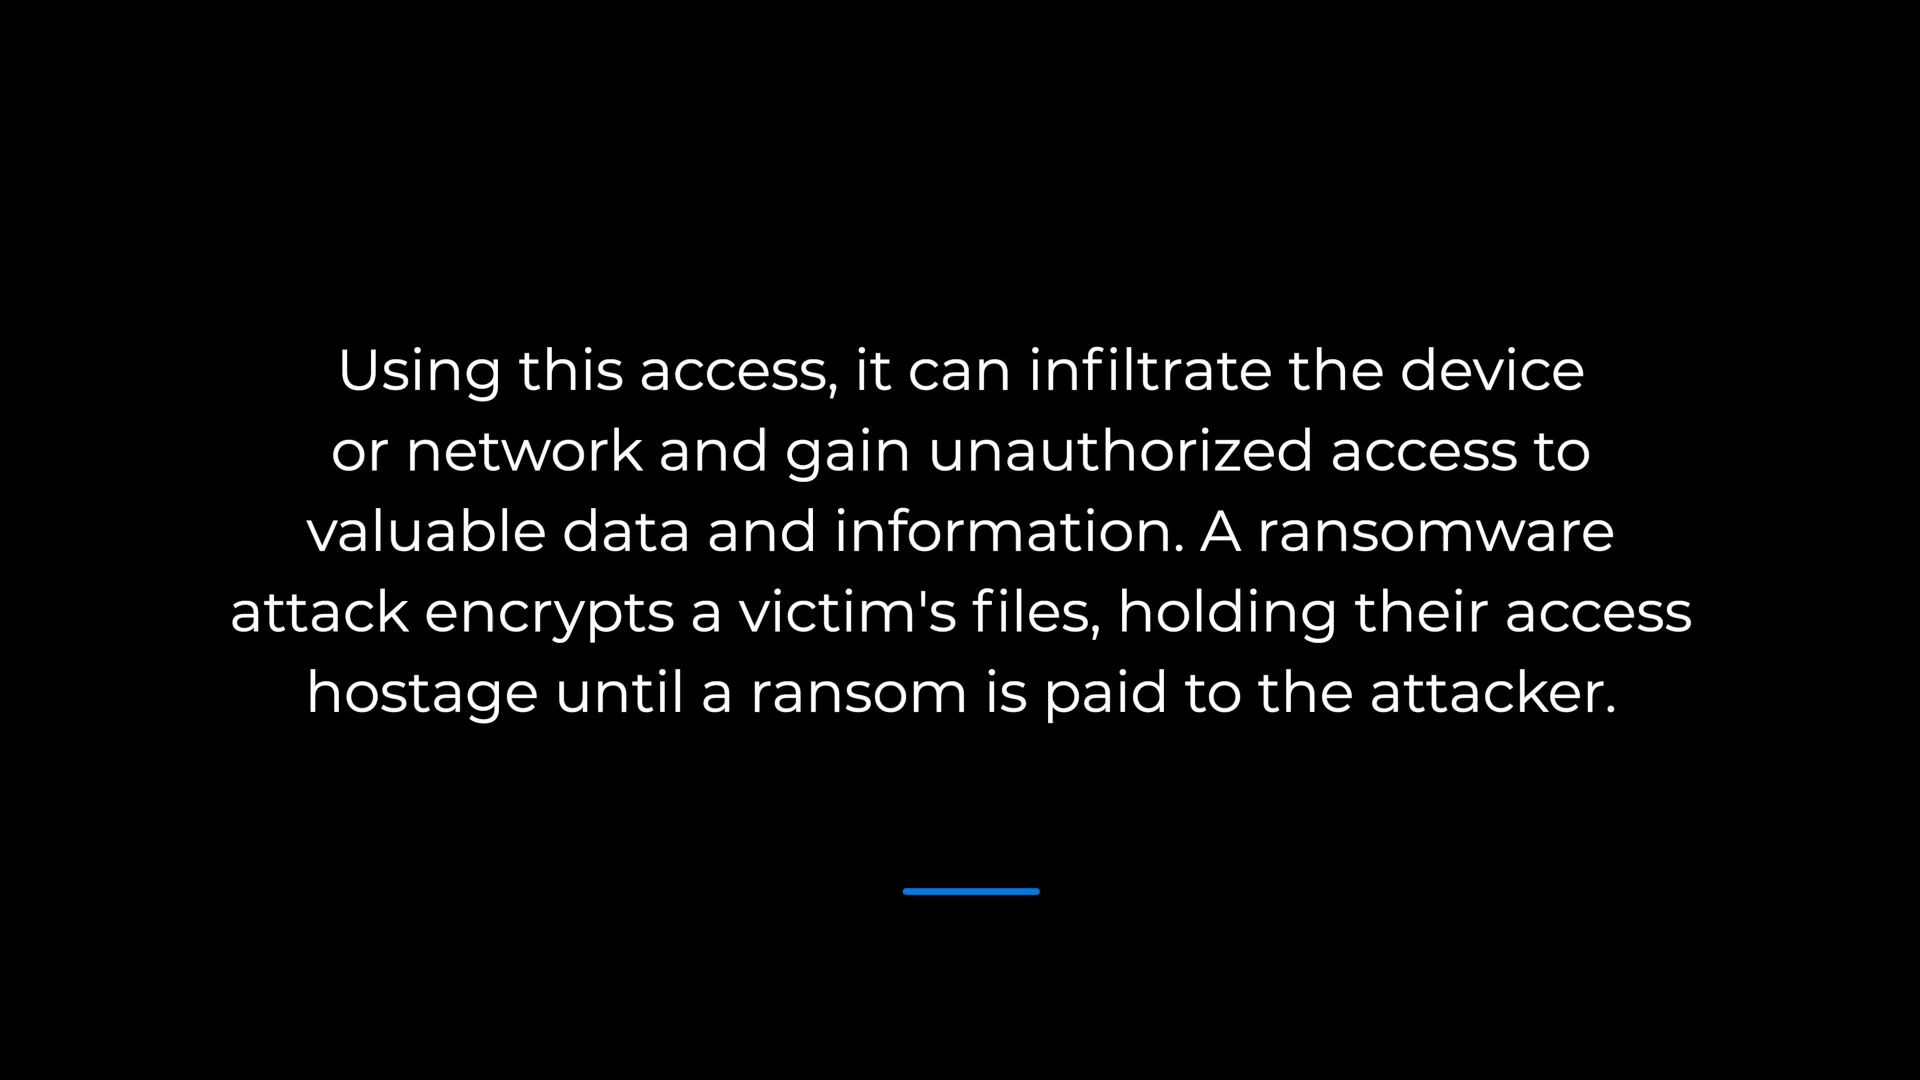 Using this access, it can infiltrate the device
or network and gain unauthorized access to
valuable data and information. A ransomware
attack encrypts a victim's files, holding their access
hostage until a ransom is paid to the attacker.